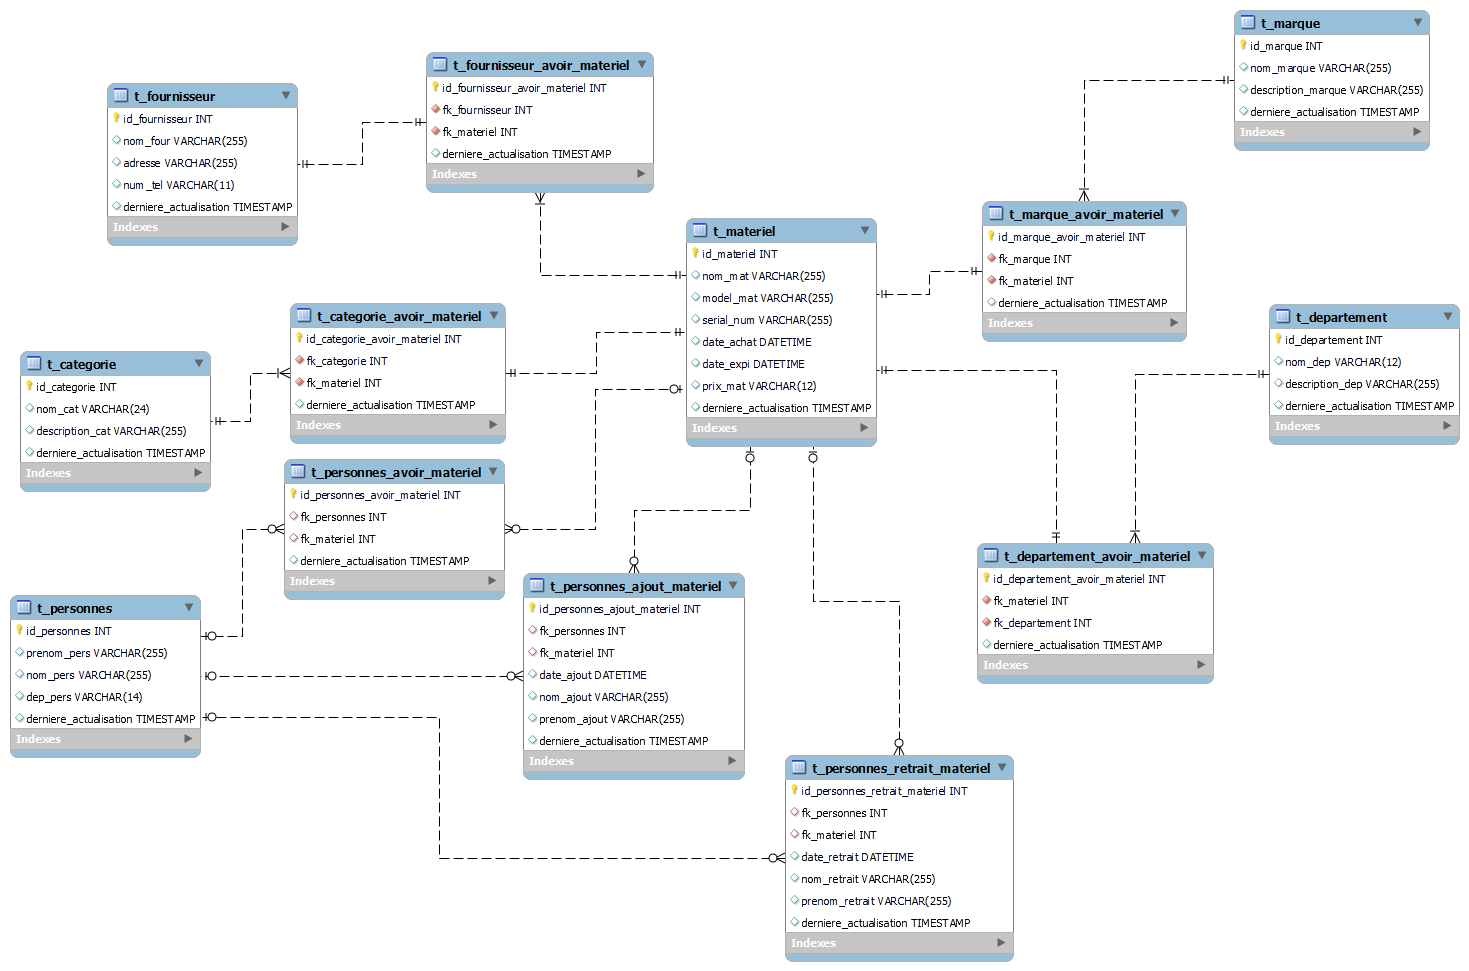 t_marque
id_marque INT
nom_marque VARCHAR(255)
description_marque VARCHAR(255)
derniere_actualisation TIMESTAMP
Indexes
t_fournisseur_avoir_materiel
id_fournisseur_avoir_materiel INT
fk_fournisseur INT
fk_materiel INT
derniere_actualisation TIMESTAMP
Indexes
t_fournisseur
id_fournisseur INT
nom_four VARCHAR(255)
adresse VARCHAR(255)
num_tel VARCHAR(11)
derniere_actualisation TIMESTAMP
Indexes
t_marque_avoir_materiel
id_marque_avoir_materiel INT
fk_marque INT
fk_materiel INT
derniere_actualisation TIMESTAMP
Indexes
t_materiel
id_materiel INT
nom_mat VARCHAR(255)
model_mat VARCHAR(255)
serial_num VARCHAR(255)
date_achat DATETIME
date_expi DATETIME
prix_mat VARCHAR(12)
derniere_actualisation TIMESTAMP
Indexes
t_categorie_avoir_materiel
id_categorie_avoir_materiel INT
fk_categorie INT
fk_materiel INT
derniere_actualisation TIMESTAMP
Indexes
t_departement
id_departement INT
nom_dep VARCHAR(12)
description_dep VARCHAR(255)
derniere_actualisation TIMESTAMP
Indexes
t_categorie
id_categorie INT
nom_cat VARCHAR(24)
description_cat VARCHAR(255)
derniere_actualisation TIMESTAMP
Indexes
t_personnes_avoir_materiel
id_personnes_avoir_materiel INT
fk_personnes INT
fk_materiel INT
derniere_actualisation TIMESTAMP
Indexes
t_departement_avoir_materiel
id_departement_avoir_materiel INT
fk_materiel INT
fk_departement INT
derniere_actualisation TIMESTAMP
Indexes
t_personnes_ajout_materiel
id_personnes_ajout_materiel INT
fk_personnes INT
fk_materiel INT
date_ajout DATETIME
nom_ajout VARCHAR(255)
prenom_ajout VARCHAR(255)
derniere_actualisation TIMESTAMP
Indexes
t_personnes
id_personnes INT
prenom_pers VARCHAR(255)
nom_pers VARCHAR(255)
dep_pers VARCHAR(14)
derniere_actualisation TIMESTAMP
Indexes
t_personnes_retrait_materiel
id_personnes_retrait_materiel INT
fk_personnes INT
fk_materiel INT
date_retrait DATETIME
nom_retrait VARCHAR(255)
prenom_retrait VARCHAR(255)
derniere_actualisation TIMESTAMP
Indexes